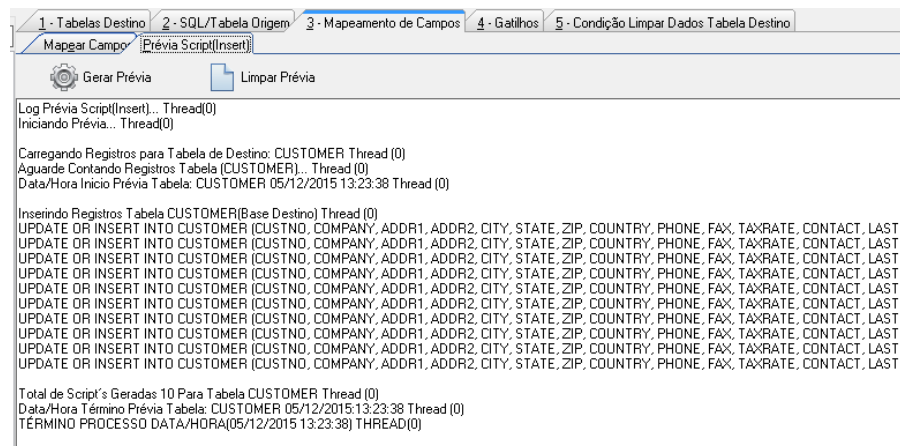 1 - Tabelas Destino 2 - SQL/Tabela Origem 3 - Mapeamento de Campos 4 - Gatilhos 5 - Condição Limpar Dados Tabela Destino
Mapear Campos Prévia Script(Insert)
Gerar Prévia Limpar Prévia
Log Prévia Script(Insert)... Thread(0)
Iniciando Prévia... Thread(0)
Carregando Registros para Tabela de Destino: CUSTOMER Thread (0)
Aguarde Contando Registros Tabela (CUSTOMER)... Thread (0)
Data/Hora Inicio Prévia Tabela: CUSTOMER 05/12/2015 13:23:38 Thread (0)
Inserindo Registros Tabela CUSTOMER(Base Destino) Thread (0)
UPDATE OR INSERT INTO CUSTOMER (CUSTNO, COMPANY, ADDR1, ADDR2, CITY, STATE, ZIP, COUNTRY, PHONE, FAX, TAXRATE, CONTACT, LAST
UPDATE OR INSERT INTO CUSTOMER (CUSTNO, COMPANY, ADDR1, ADDR2, CITY, STATE, ZIP, COUNTRY, PHONE, FAX, TAXRATE, CONTACT, LAST
UPDATE OR INSERT INTO CUSTOMER (CUSTNO, COMPANY, ADDR1, ADDR2, CITY, STATE, ZIP, COUNTRY, PHONE, FAX, TAXRATE, CONTACT, LAST
UPDATE OR INSERT INTO CUSTOMER (CUSTNO, COMPANY, ADDR1, ADDR2, CITY, STATE, ZIP, COUNTRY, PHONE, FAX, TAXRATE, CONTACT, LAST
UPDATE OR INSERT INTO CUSTOMER (CUSTNO, COMPANY, ADDR1, ADDR2, CITY, STATE, ZIP, COUNTRY, PHONE, FAX, TAXRATE, CONTACT, LAST
UPDATE OR INSERT INTO CUSTOMER (CUSTNO, COMPANY, ADDR1, ADDR2, CITY, STATE, ZIP, COUNTRY, PHONE, FAX, TAXRATE, CONTACT, LAST
UPDATE OR INSERT INTO CUSTOMER (CUSTNO, COMPANY, ADDR1, ADDR2, CITY, STATE, ZIP, COUNTRY, PHONE, FAX, TAXRATE, CONTACT, LAST
UPDATE OR INSERT INTO CUSTOMER (CUSTNO, COMPANY, ADDR1, ADDR2, CITY, STATE, ZIP, COUNTRY, PHONE, FAX, TAXRATE, CONTACT, LAST
UPDATE OR INSERT INTO CUSTOMER (CUSTNO, COMPANY, ADDR1, ADDR2, CITY, STATE, ZIP, COUNTRY, PHONE, FAX, TAXRATE, CONTACT, LAST
UPDATE OR INSERT INTO CUSTOMER (CUSTNO, COMPANY, ADDR1, ADDR2, CITY, STATE, ZIP, COUNTRY, PHONE, FAX, TAXRATE, CONTACT, LAST
Total de Script´s Geradas 10 Para Tabela CUSTOMER Thread (0)
Data/Hora Término Prévia Tabela: CUSTOMER 05/12/2015:13:23:38 Thread (0)
TÉRMINO PROCESSO DATA/HORA(05/12/2015 13:23:38) THREAD(0)